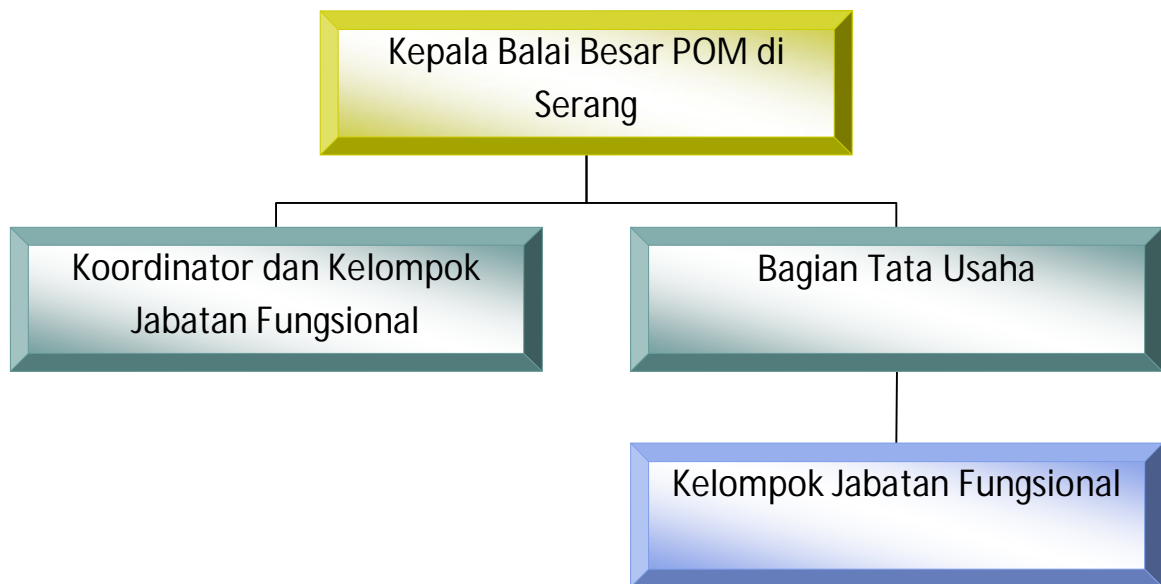 Kepala Balai Besar POM di
Serang
Koordinator dan Kelompok
Jabatan Fungsional
Bagian Tata Usaha
Kelompok Jabatan Fungsional